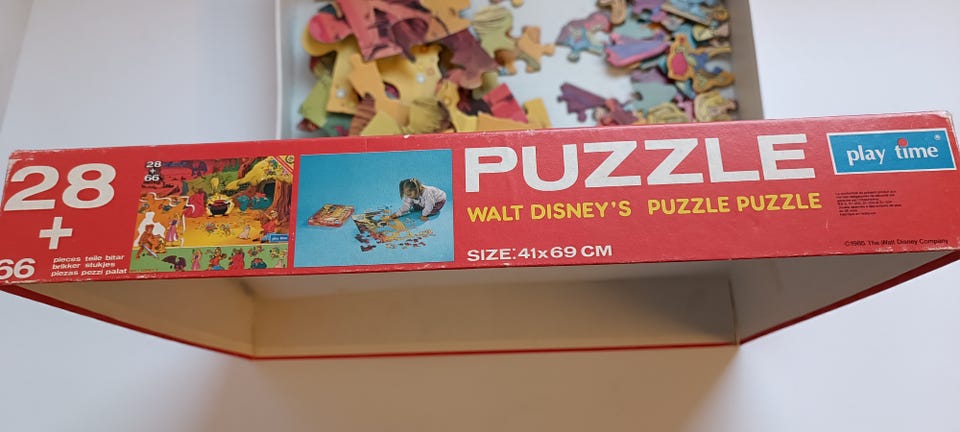 28
+
66
pieces teile bitar
brikker stukjes
piezas pezzi palat
28
+
66
PUZZLE
WALT DISNEY'S PUZZLE PUZZLE
SIZE: 41x69 CM
play time
©1985 The Walt Disney Company